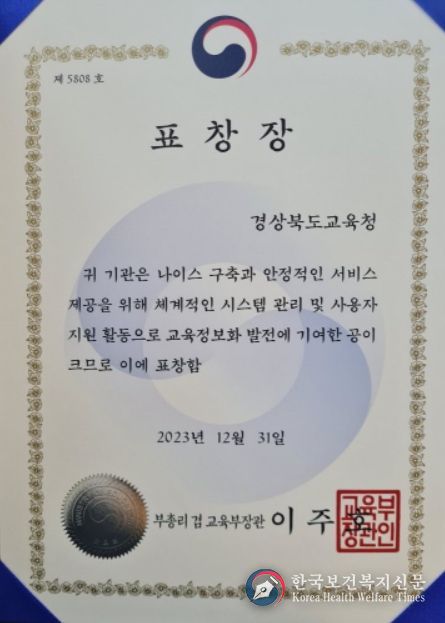 제 5808 호
표 창 장
경상북도교육청
귀 기관은 나이스 구축과 안정적인 서비스
제공을 위해 체계적인 시스템 관리 및 사용자
지원 활동으로 교육정보화 발전에 기여한 공이
크므로 이에 표창함
2023년 12월 31일
부총리 겸 교육부장관 이 주 호
교육부
장관인
한국보건복지신문
Korea Health Welfare Times